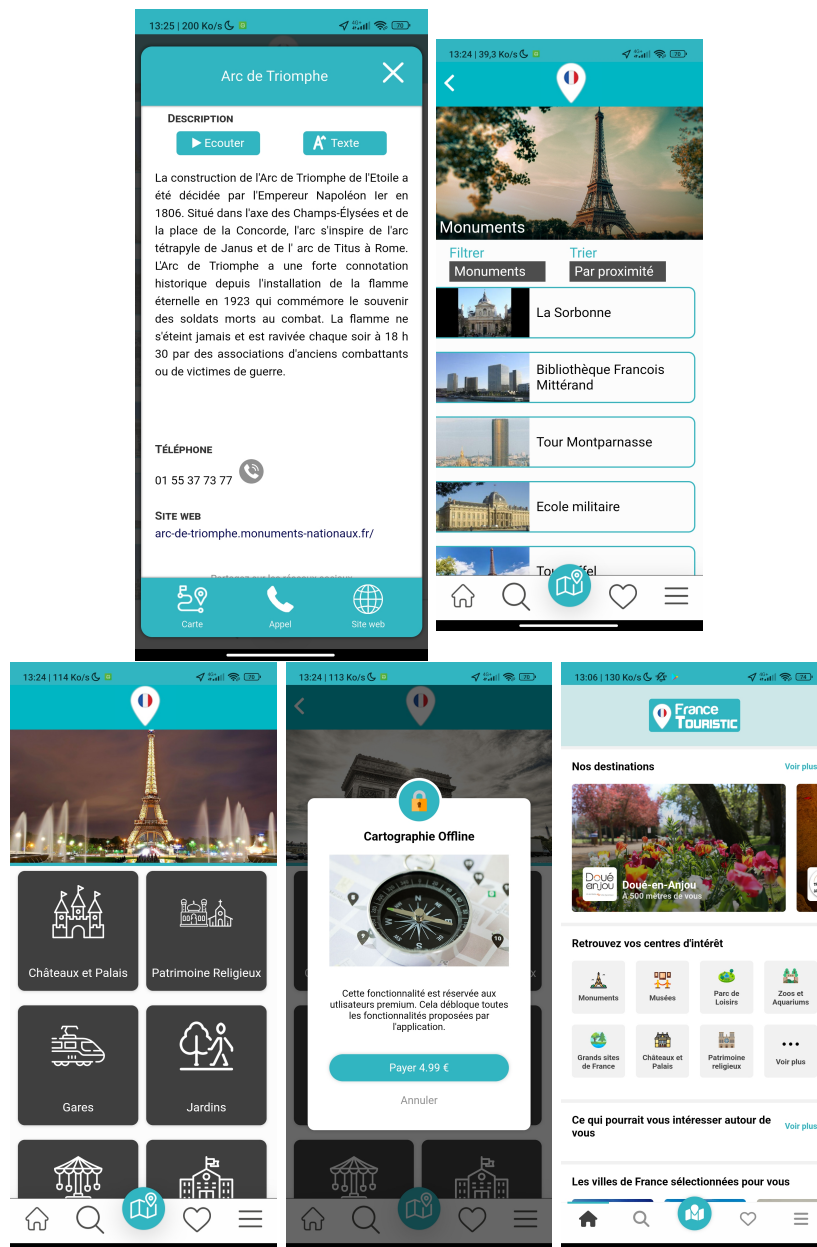 13:25 | 200 Ko/s
70
Arc de Triomphe
DESCRIPTION
Ecouter
Texte
La construction de l'Arc de Triomphe de l'Etoile a
été décidée par l'Empereur Napoléon Ier en
1806. Situé dans l'axe des Champs-Élysées et de
la place de la Concorde, l'arc s'inspire de l'arc
tétrapyle de Janus et de l' arc de Titus à Rome.
L'Arc de Triomphe a une forte connotation
historique depuis l'installation de la flamme
éternelle en 1923 qui commémore le souvenir
des soldats morts au combat. La flamme ne
s'éteint jamais et est ravivée chaque soir à 18 h
30 par des associations d'anciens combattants
ou de victimes de guerre.
TÉLÉPHONE
01 55 37 73 77
SITE WEB
arc-de-triomphe.monuments-nationaux.fr/
Carte
Appel
Site web
13:24 | 39,3 Ko/s
70
Monuments
Filtrer
Trier
Monuments
Par proximité
La Sorbonne
Bibliothèque Francois
Mittérand
Tour Montparnasse
Ecole militaire
13:24 | 114 Ko/s
70
Châteaux et Palais
Patrimoine Religieux
Gares
Jardins
13:24 | 113 Ko/s
70
Cartographie Offline
Cette fonctionnalité est réservée aux
utlisateurs premium. Cela débloque toutes
les fonctionnalités proposées par
l'application.
Payer 4.99 €
Annuler
13:06 | 130 Ko/s
74
France
TOURISTIC
Nos destinations
Voir plus
Doué
en anjou
Doué-en-Anjou
À 500 mètres de vous
Retrouvez vos centres d'intérêt
Monuments
Musées
Parc de
Loisirs
Zoos et
Aquariums
Grands sites
de France
Châteaux et
Palais
Patrimoine
religieux
Voir plus
Ce qui pourrait vous intéresser autour de
vous
Voir plus
Les villes de France sélectionnées pour vous